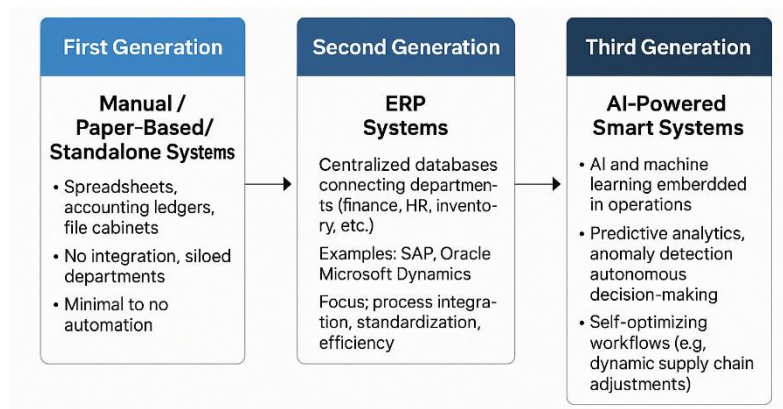 First Generation
Manual /
Paper-Based/
Standalone Systems
• Spreadsheets,
accounting ledgers,
file cabinets
• No integration, siloed
departments
• Minimal to no
automation
Second Generation
ERP
Systems
Centralized databases
connecting departmen-
ts (finance, HR, invento-
ry, etc.)
Examples: SAP, Oracle
Microsoft Dynamics
Focus; process integra-
tion, standardization,
efficiency
Third Generation
AI-Powered
Smart Systems
• AI and machine
learning emberdded
in operations
• Predictive analytics,
anomaly detection
autonomous
decision-making
• Self-optimizing
workflows (e.g,
dynamic supply chain
adjustments)